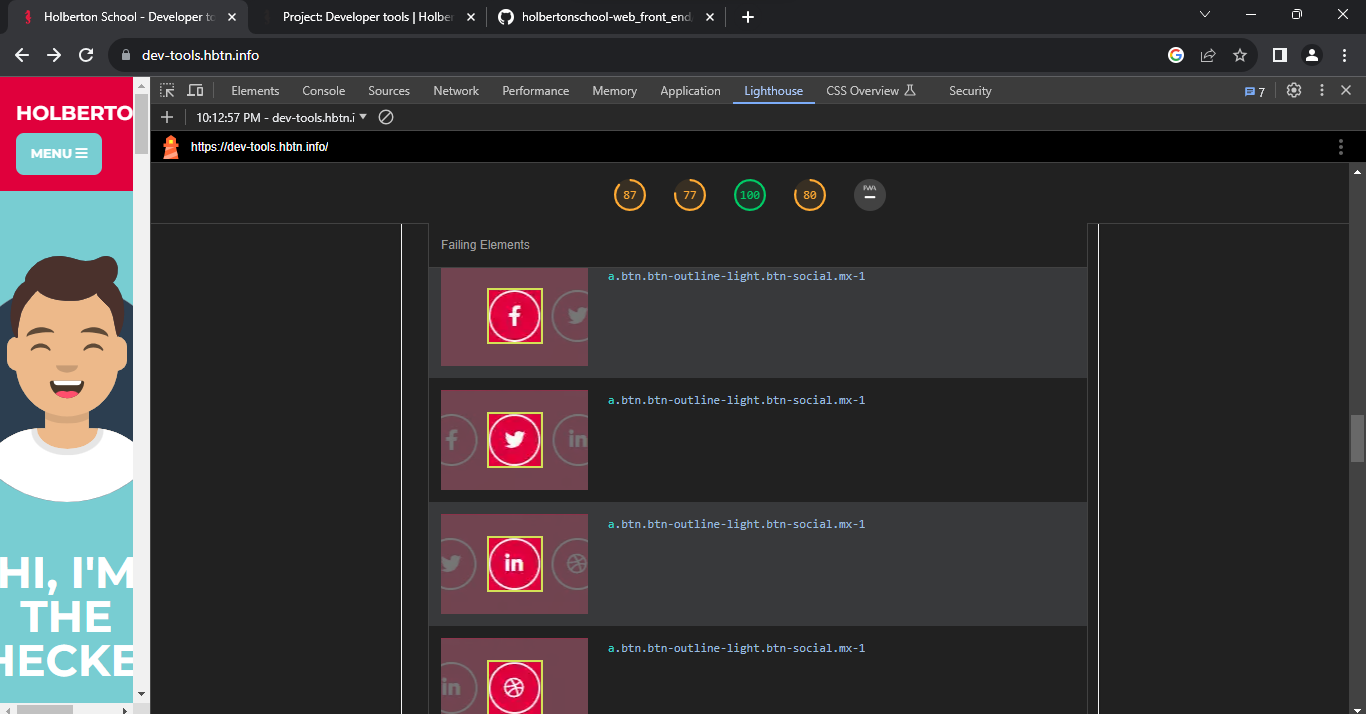 Holberton School - Developer to
Project: Developer tools | Holber
holbertonschool-web_front_end
dev-tools.hbtn.info
Elements
Console
Sources
Network
Performance
Memory
Application
Lighthouse
CSS Overview
Security
7
10:12:57 PM - dev-tools.hbtn.i
https://dev-tools.hbtn.info/
87
77
100
80
PWA
HOLBERTO
MENU
HI, I'M
THE
HECKE
Failing Elements
a.btn.btn-outline-light.btn-social.mx-1
a.btn.btn-outline-light.btn-social.mx-1
a.btn.btn-outline-light.btn-social.mx-1
a.btn.btn-outline-light.btn-social.mx-1